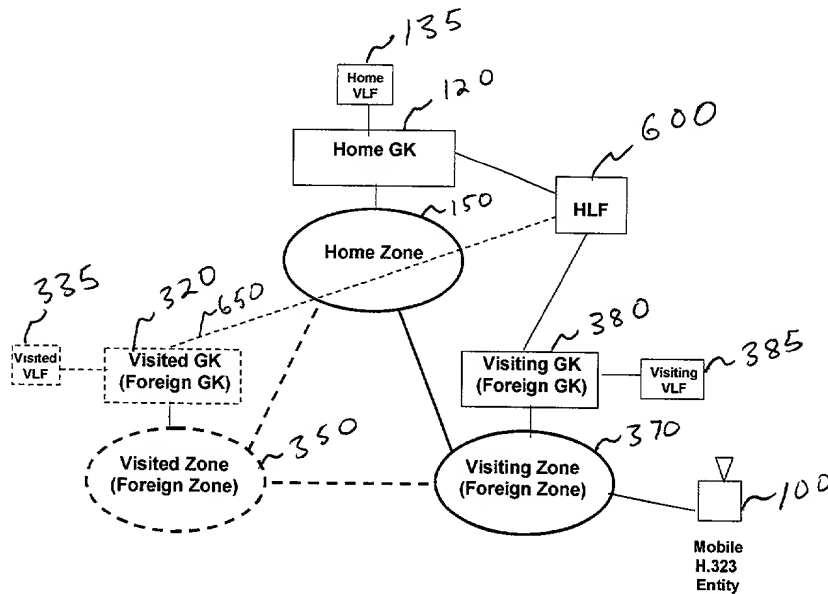 135
Home
VLF
120
Home GK
600
HLF
150
Home Zone
335
320
650
Visited
VLF
Visited GK
(Foreign GK)
380
385
Visiting GK
(Foreign GK)
Visiting
VLF
350
370
Visited Zone
(Foreign Zone)
Visiting Zone
(Foreign Zone)
100
Mobile
H.323
Entity